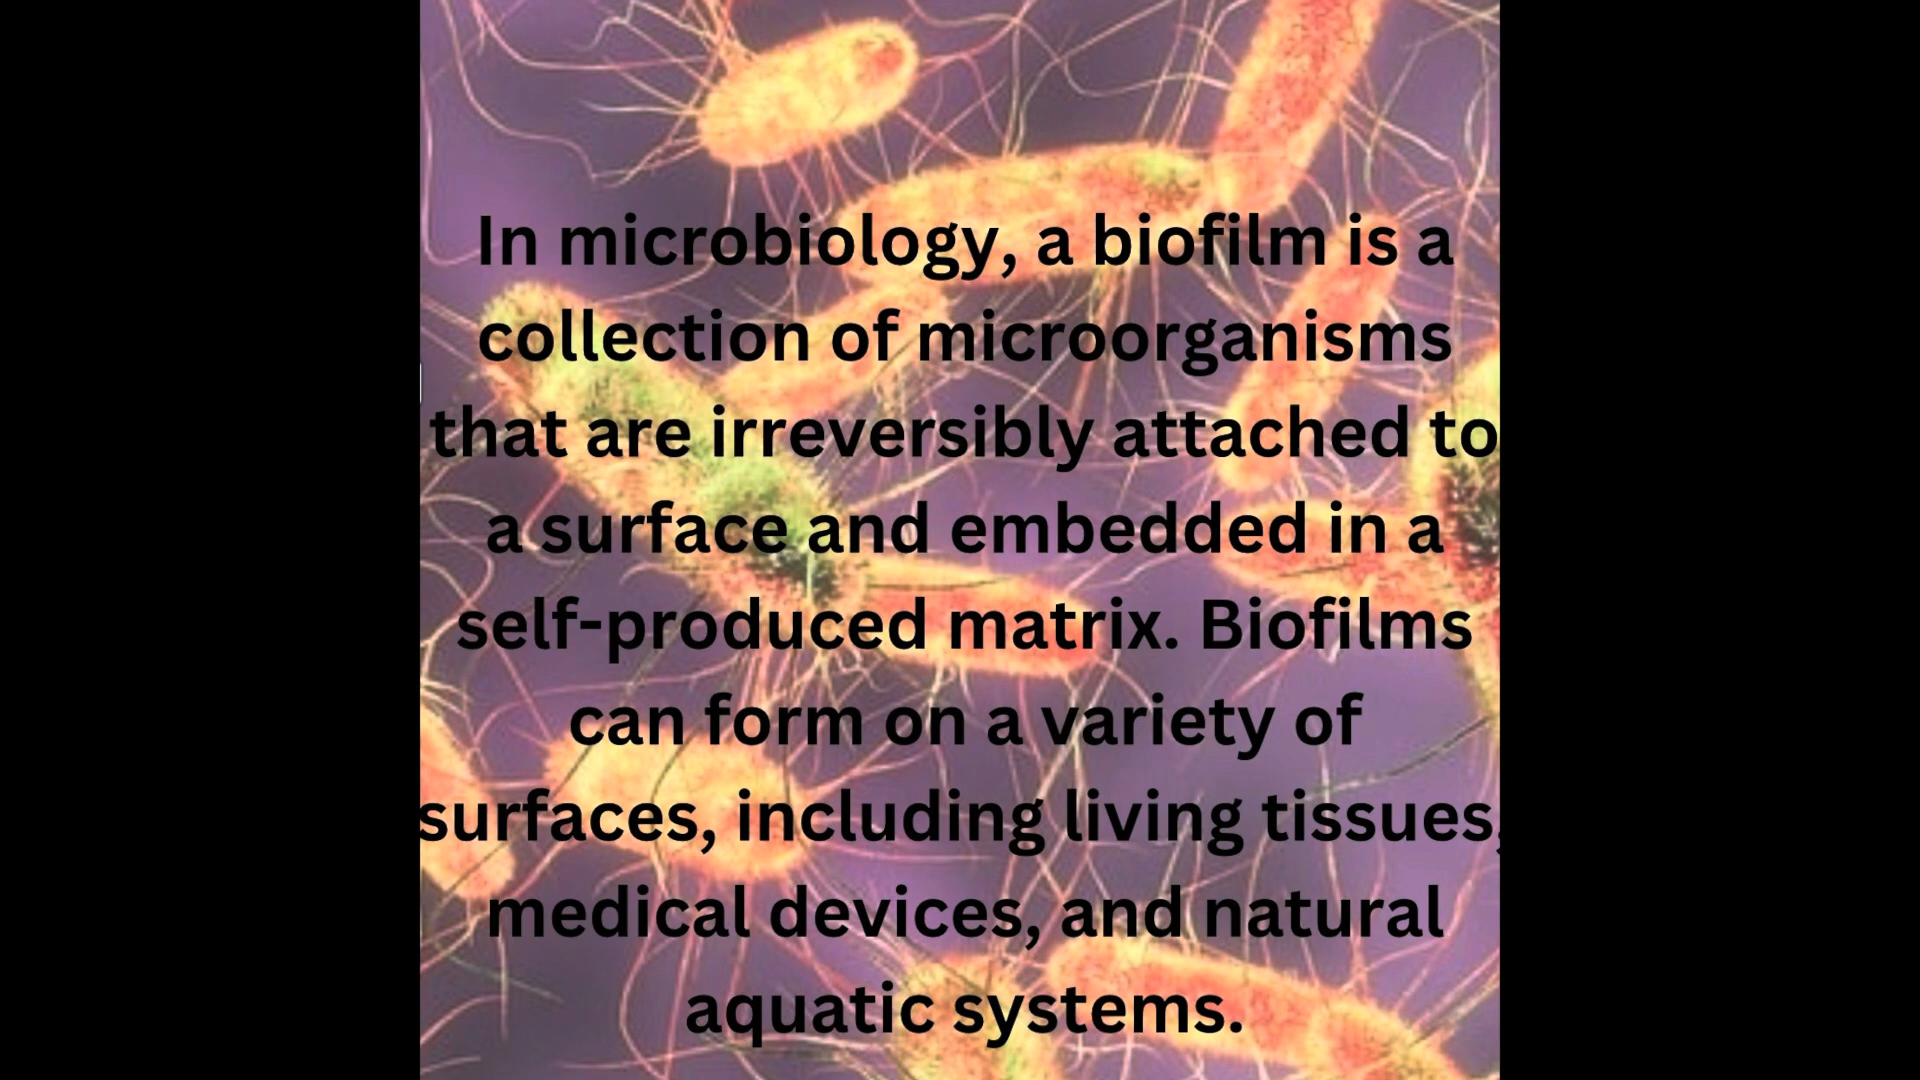 In microbiology, a biofilm is a
collection of microorganisms
that are irreversibly attached to
a surface and embedded in a
self-produced matrix. Biofilms
can form on a variety of
surfaces, including living tissues,
medical devices, and natural
aquatic systems.